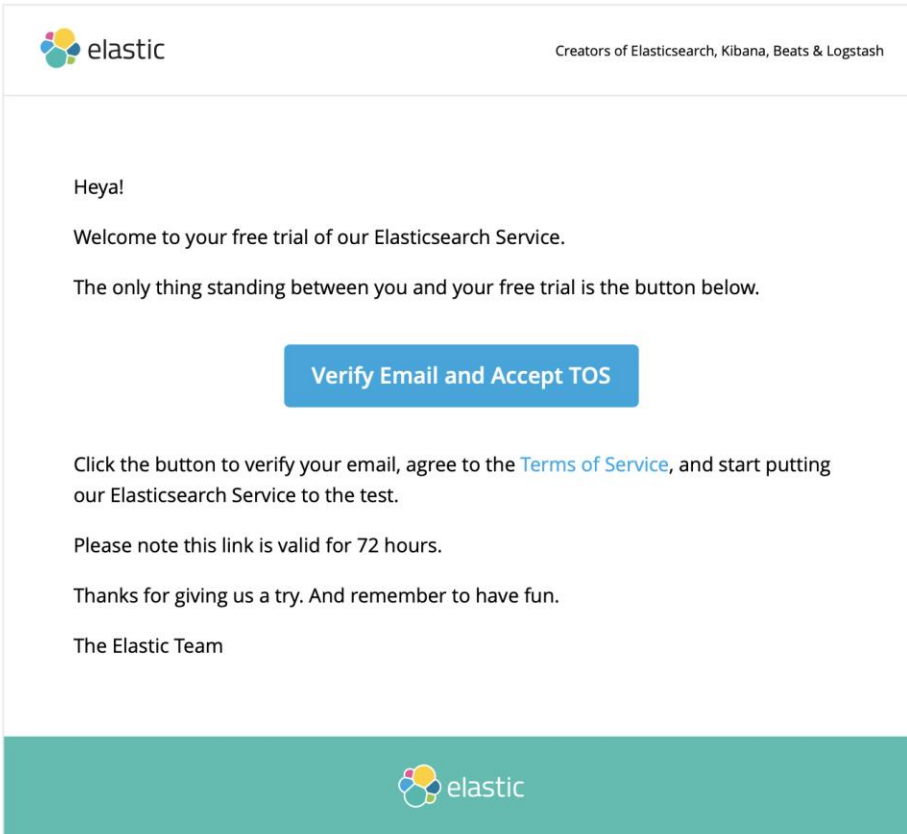 elastic
Creators of Elasticsearch, Kibana, Beats & Logstash
Heya!
Welcome to your free trial of our Elasticsearch Service.
The only thing standing between you and your free trial is the button below.
Verify Email and Accept TOS
Click the button to verify your email, agree to the Terms of Service, and start putting
our Elasticsearch Service to the test.
Please note this link is valid for 72 hours.
Thanks for giving us a try. And remember to have fun.
The Elastic Team
elastic